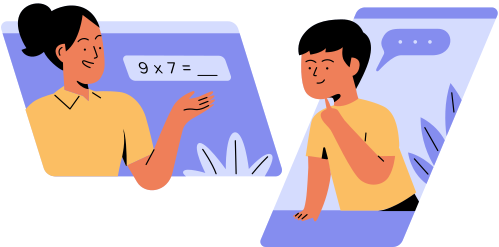 9 x 7 = __